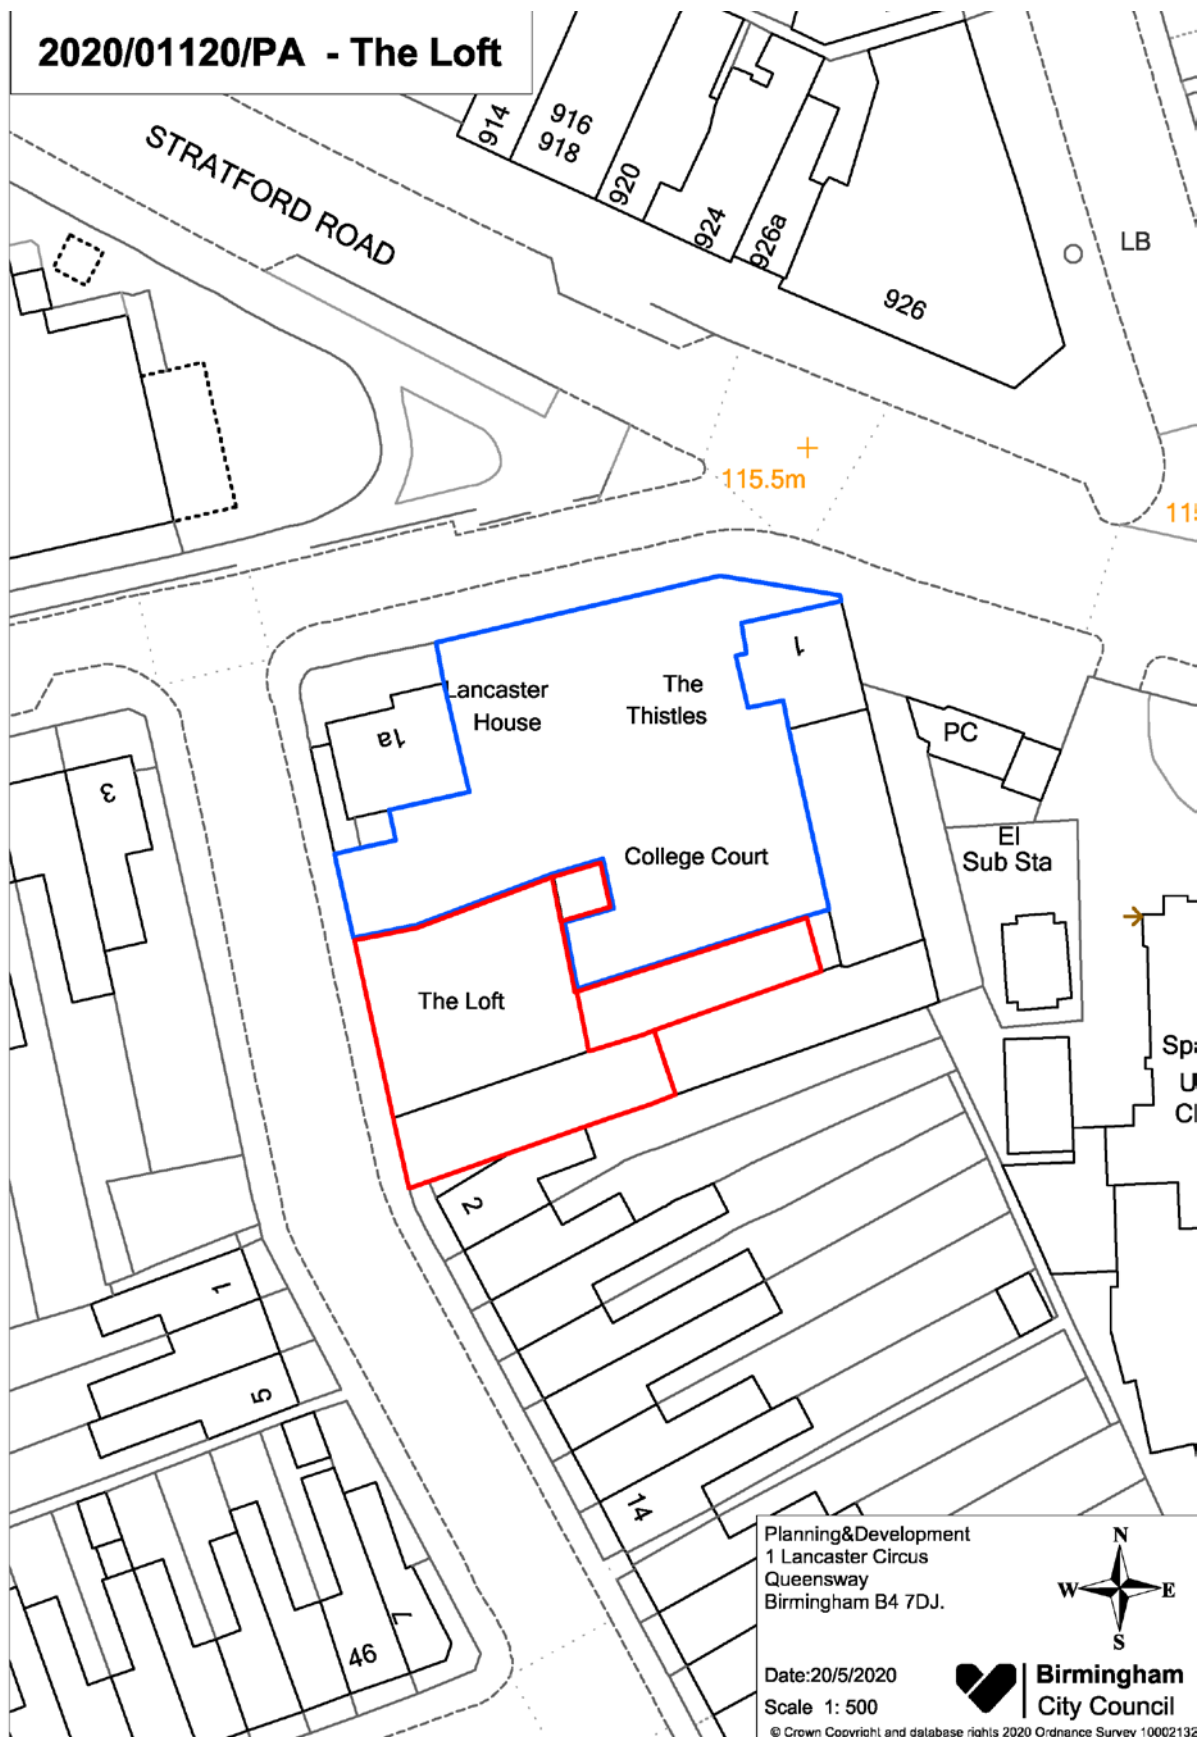 2020/01120/PA - The Loft
STRATFORD ROAD
914
916
918
920
924
926a
926
LB
115.5m
1
Lancaster
House
The
Thistles
1a
PC
3
El
Sub Sta
College Court
The Loft
2
1
5
14
7
46
Planning&Development
1 Lancaster Circus
Queensway
Birmingham B4 7DJ.
N
W
E
S
Date:20/5/2020
Scale 1: 500
Birmingham
City Council
© Crown Copyright and database rights 2020 Ordnance Survey 10002132